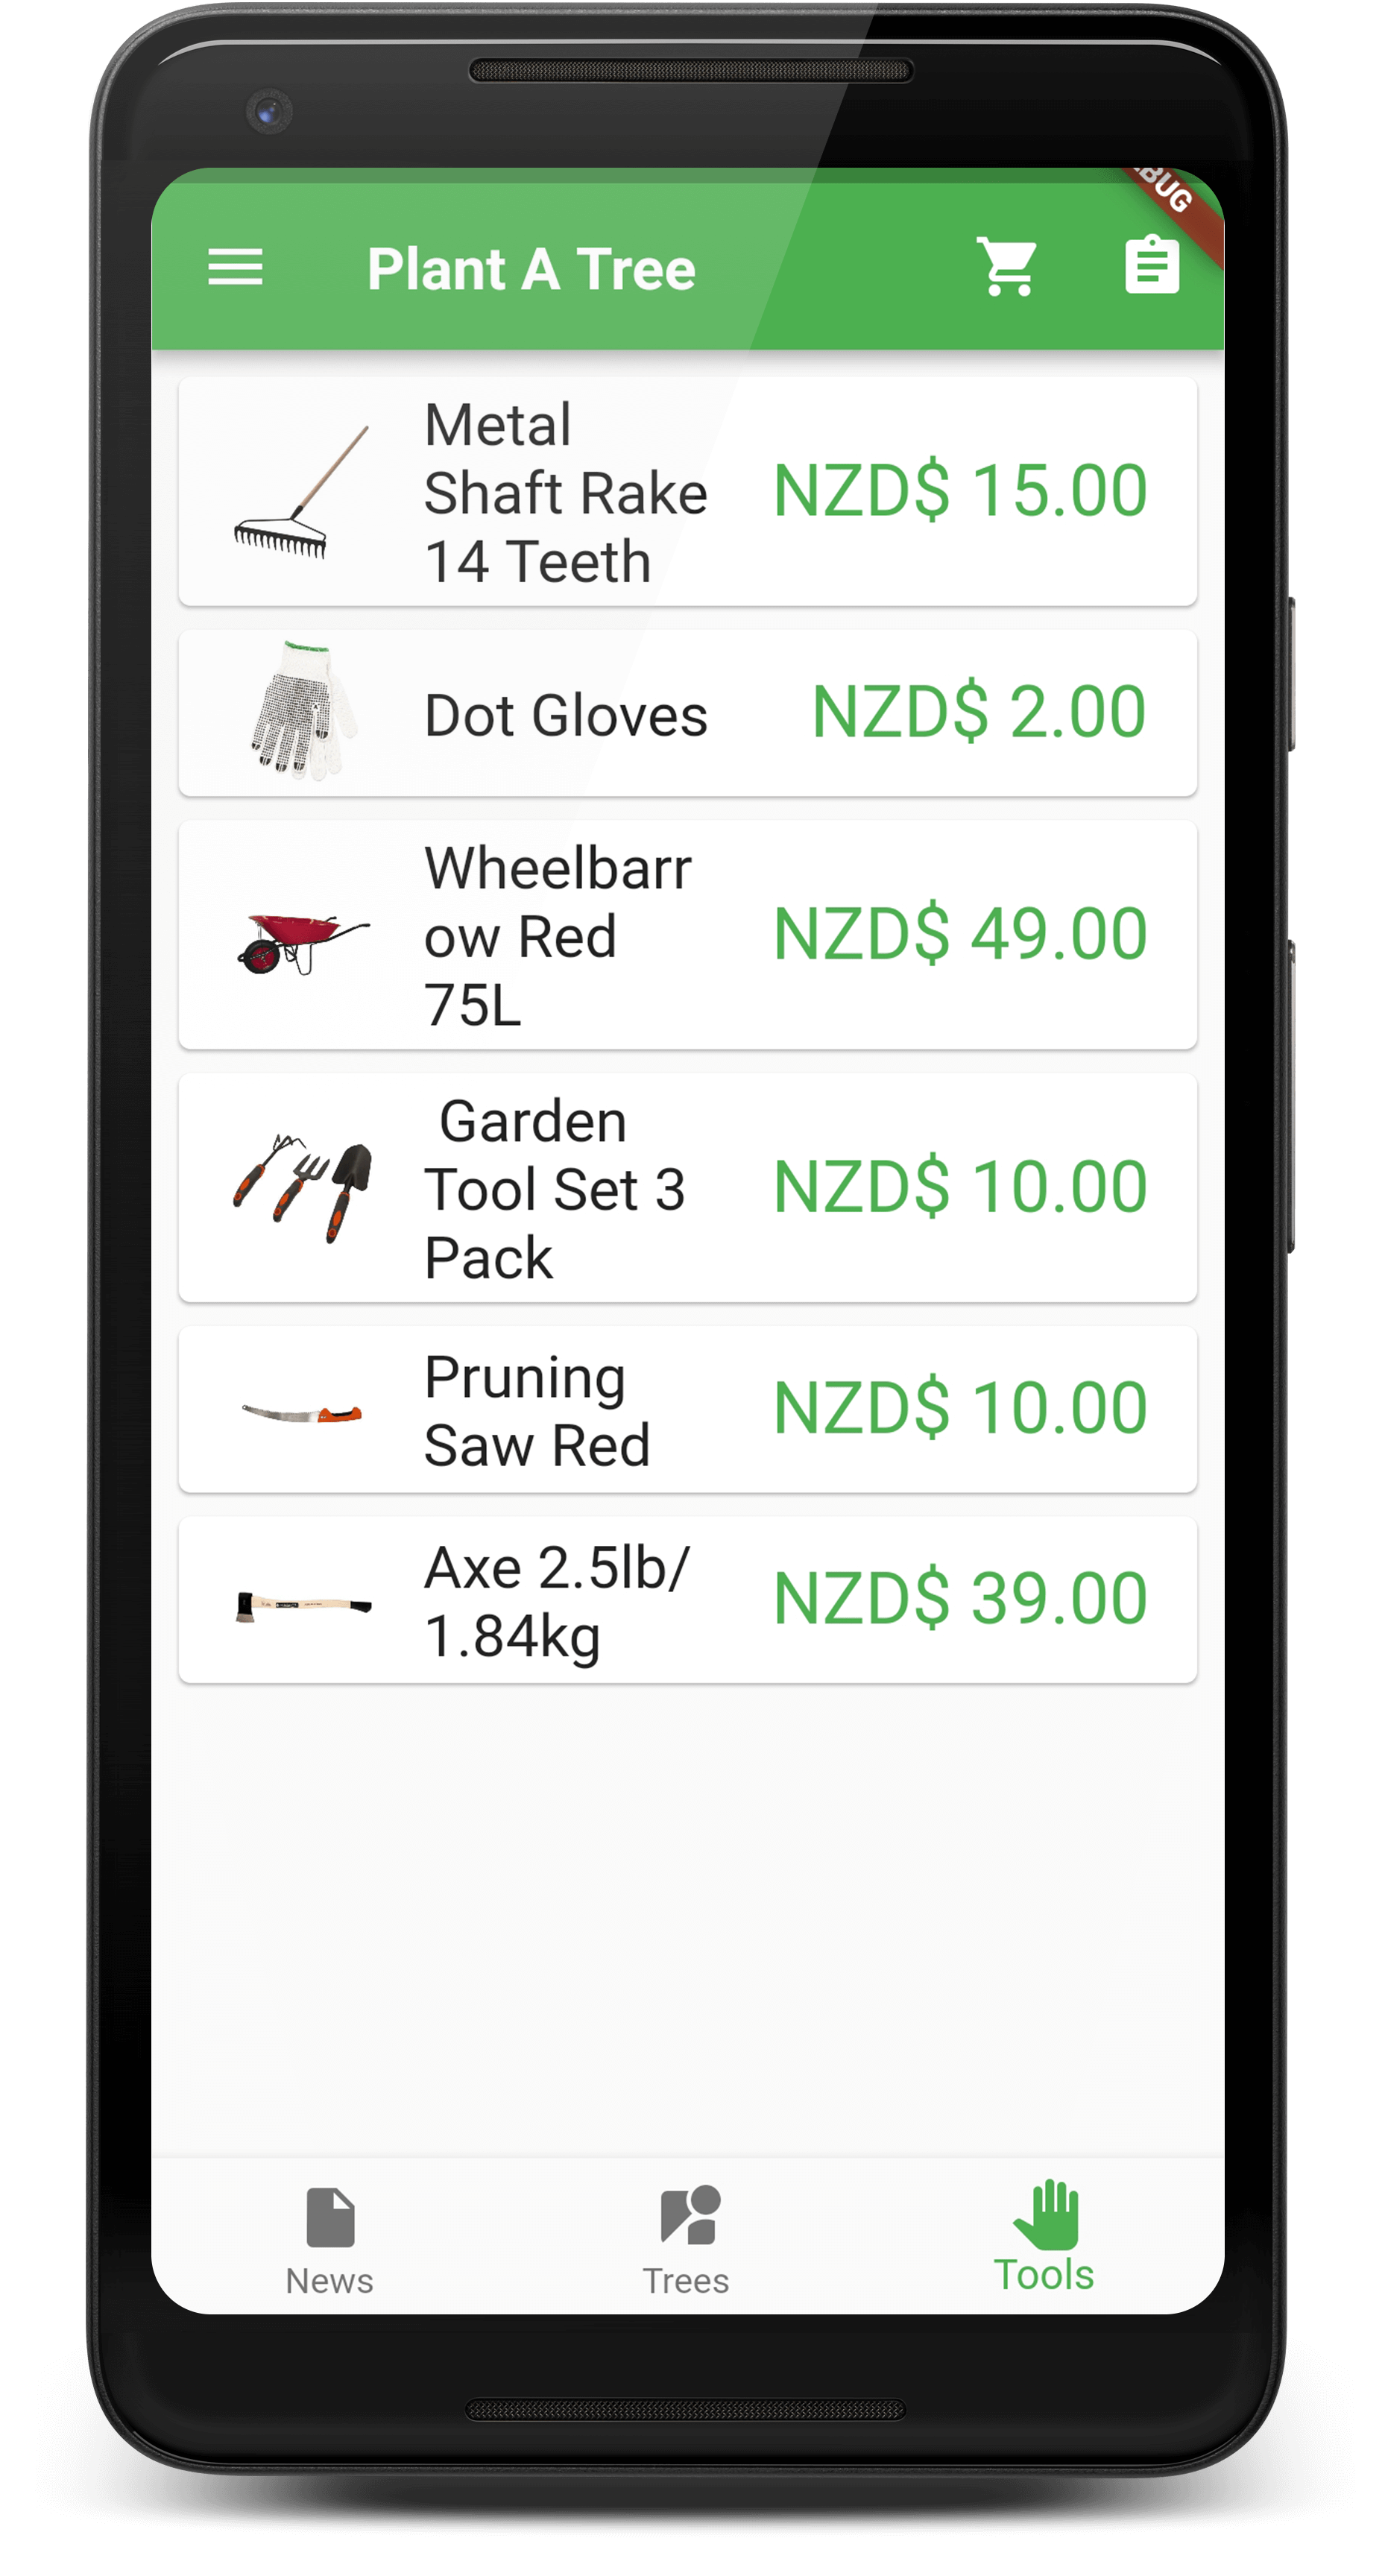 Plant A Tree
BUG
Metal
Shaft Rake
14 Teeth
NZD$ 15.00
Dot Gloves
NZD$ 2.00
Wheelbarr
ow Red
75L
NZD$ 49.00
Garden
Tool Set 3
Pack
NZD$ 10.00
Pruning
Saw Red
NZD$ 10.00
Axe 2.5lb/
1.84kg
NZD$ 39.00
News
Trees
Tools